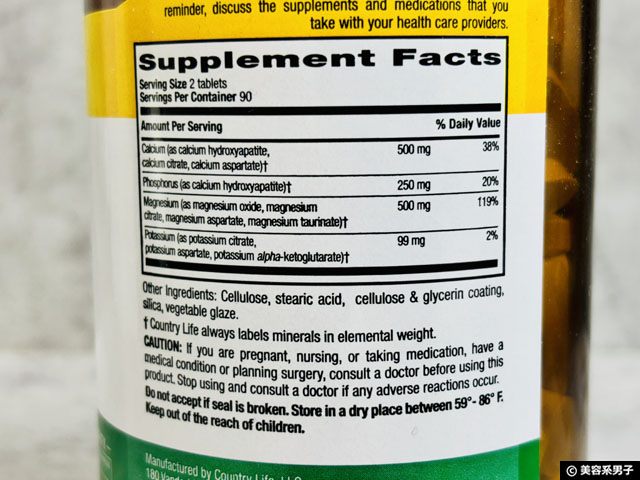 reminder, discuss the supplements and medications that you
take with your health care providers.
Supplement Facts
Serving Size 2 tablets
Servings Per Container 90
Amount Per Serving % Daily Value
Calcium (as calcium hydroxyapatite, 500 mg 38%
calcium citrate, calcium aspartate)†
Phosphorus (as calcium hydroxyapatite)† 250 mg 20%
Magnesium (as magnesium oxide, magnesium 500 mg 119%
citrate, magnesium aspartate, magnesium taurinate)†
Potassium (as potassium citrate, 99 mg 2%
potassium aspartate, potassium alpha-ketoglutarate)†
Other Ingredients: Cellulose, stearic acid, cellulose & glycerin coating,
silica, vegetable glaze.
† Country Life always labels minerals in elemental weight.
CAUTION: If you are pregnant, nursing, or taking medication, have a
medical condition or planning surgery, consult a doctor before using this
product. Stop using and consult a doctor if any adverse reactions occur.
Do not accept if seal is broken. Store in a dry place between 59°- 86° F.
Keep out of the reach of children.
Manufactured by Country Life, LLC
180
© 美容系男子